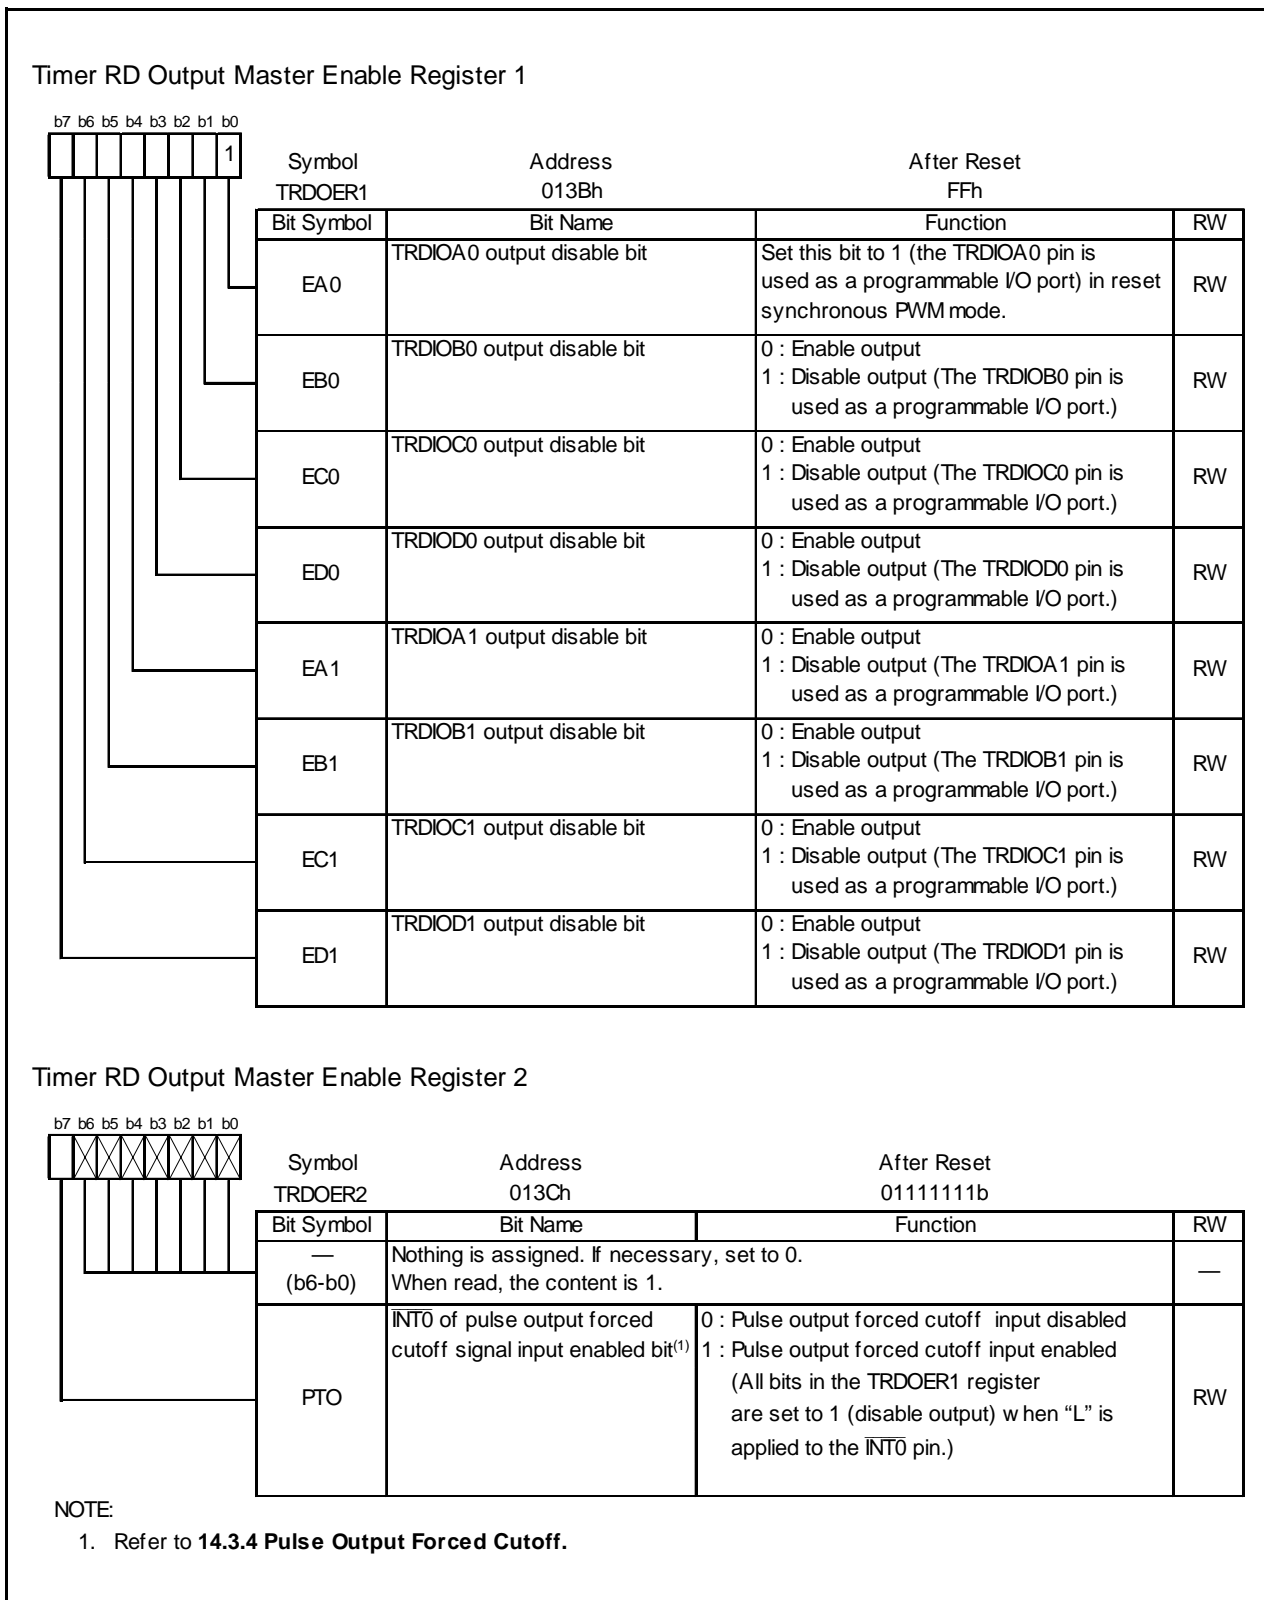 Timer RD Output Master Enable Register 1
b7 b6 b5 b4 b3 b2 b1 b0
1
Symbol Address After Reset
TRDOER1 013Bh FFh
Bit Symbol Bit Name Function RW
EA0 TRDIOA0 output disable bit Set this bit to 1 (the TRDIOA0 pin is
used as a programmable I/O port) in reset RW
synchronous PWM mode.
TRDIOB0 output disable bit 0 : Enable output
EB0 1 : Disable output (The TRDIOB0 pin is RW
used as a programmable I/O port.)
TRDIOC0 output disable bit 0 : Enable output
EC0 1 : Disable output (The TRDIOC0 pin is RW
used as a programmable I/O port.)
TRDIOD0 output disable bit 0 : Enable output
ED0 1 : Disable output (The TRDIOD0 pin is RW
used as a programmable I/O port.)
TRDIOA1 output disable bit 0 : Enable output
EA1 1 : Disable output (The TRDIOA1 pin is RW
used as a programmable I/O port.)
TRDIOB1 output disable bit 0 : Enable output
EB1 1 : Disable output (The TRDIOB1 pin is RW
used as a programmable I/O port.)
TRDIOC1 output disable bit 0 : Enable output
EC1 1 : Disable output (The TRDIOC1 pin is RW
used as a programmable I/O port.)
TRDIOD1 output disable bit 0 : Enable output
ED1 1 : Disable output (The TRDIOD1 pin is RW
used as a programmable I/O port.)
Timer RD Output Master Enable Register 2
b7 b6 b5 b4 b3 b2 b1 b0
Symbol Address After Reset
TRDOER2 013Ch 01111111b
Bit Symbol Bit Name Function RW
— Nothing is assigned. If necessary, set to 0. —
(b6-b0) When read, the content is 1.
INT0 of pulse output forced 0 : Pulse output forced cutoff input disabled
cutoff signal input enabled bit(1) 1 : Pulse output forced cutoff input enabled
(All bits in the TRDOER1 register
PTO are set to 1 (disable output) when “L” is RW
applied to the INT0 pin.)
NOTE:
1. Refer to 14.3.4 Pulse Output Forced Cutoff.